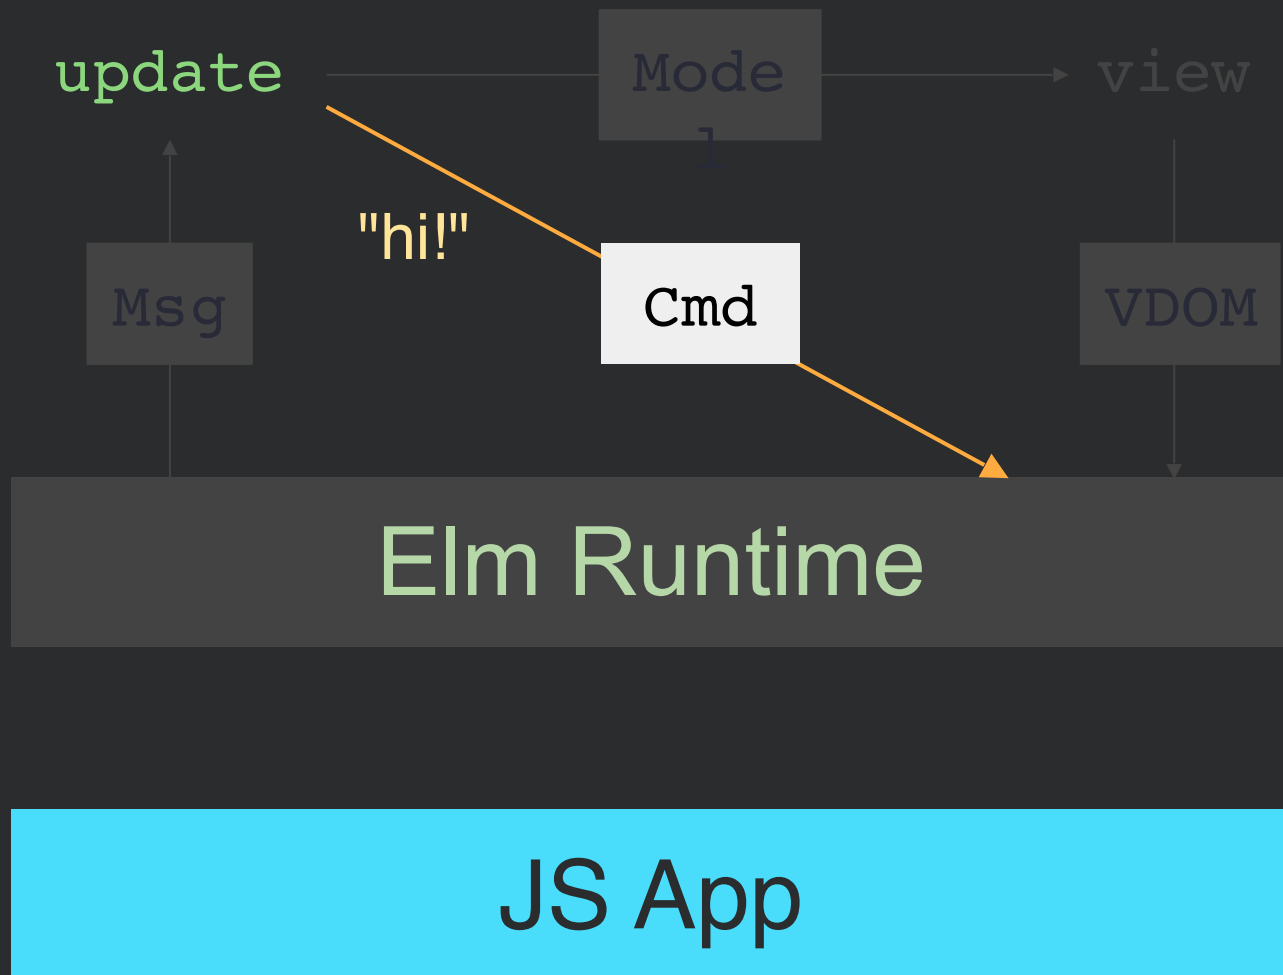 update
Mode
l
view
"hi!"
Msg
Cmd
VDOM
Elm Runtime
JS App